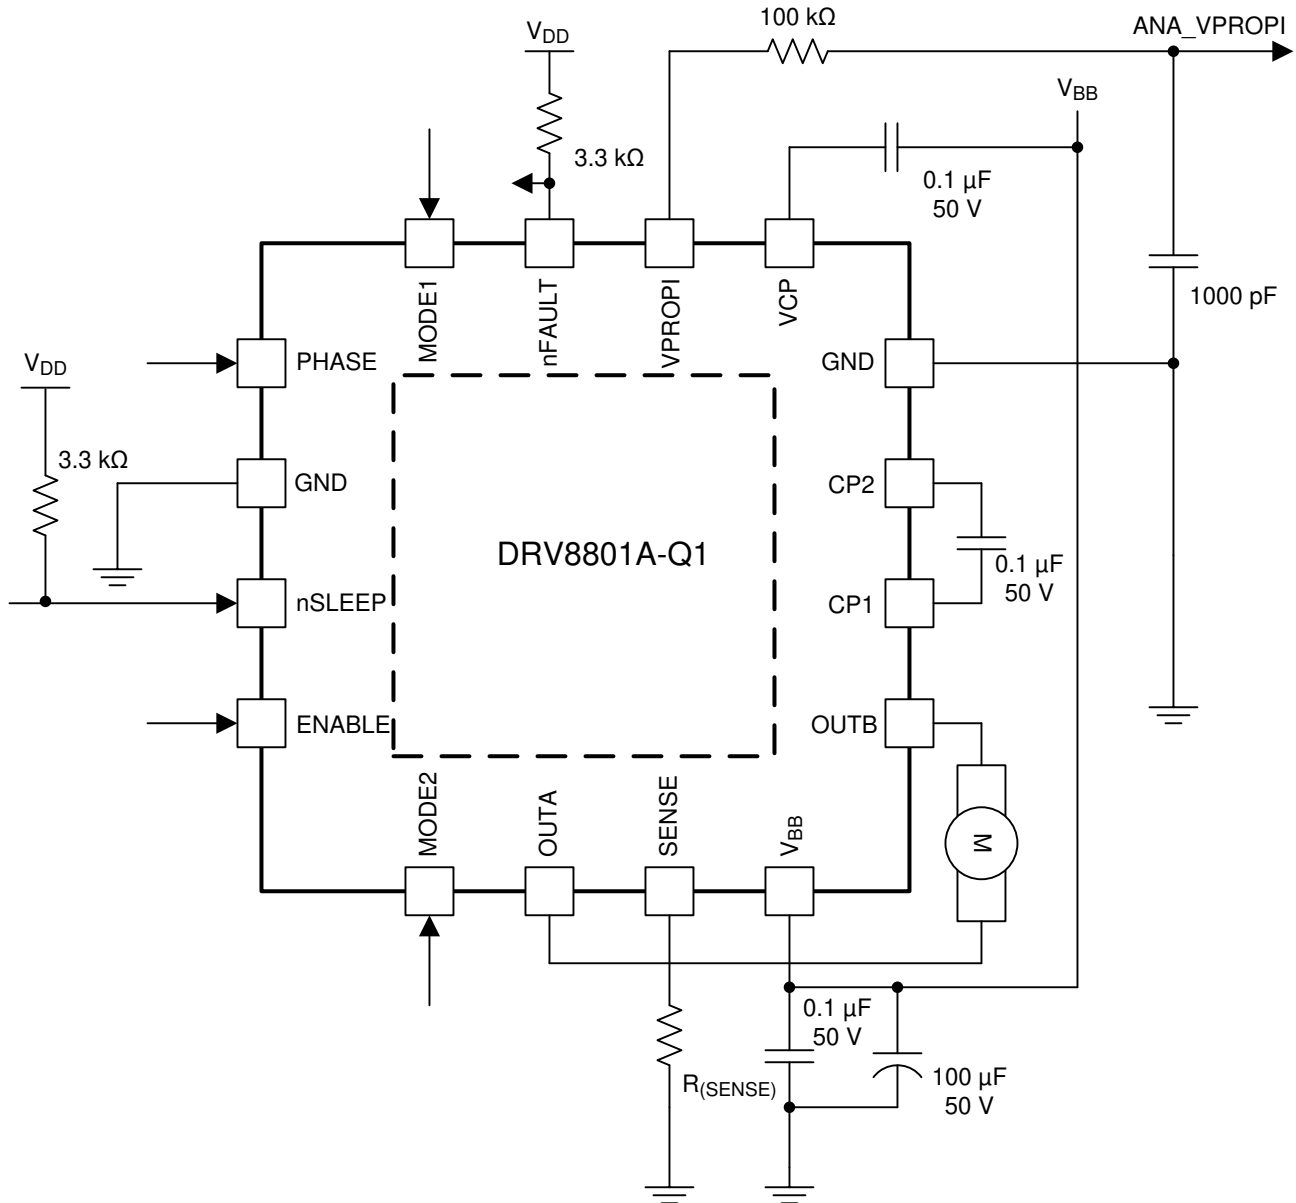 100 kΩ
ANA_VPROPI
VDD
VBB
3.3 kΩ
0.1 µF
50 V
1000 pF
MODE1
nFAULT
VPROPI
VCP
VDD
PHASE
GND
3.3 kΩ
GND
CP2
DRV8801A-Q1
0.1 µF
50 V
nSLEEP
CP1
ENABLE
OUTB
MODE2
OUTA
SENSE
VBB
M
0.1 µF
50 V
R(SENSE)
100 µF
50 V